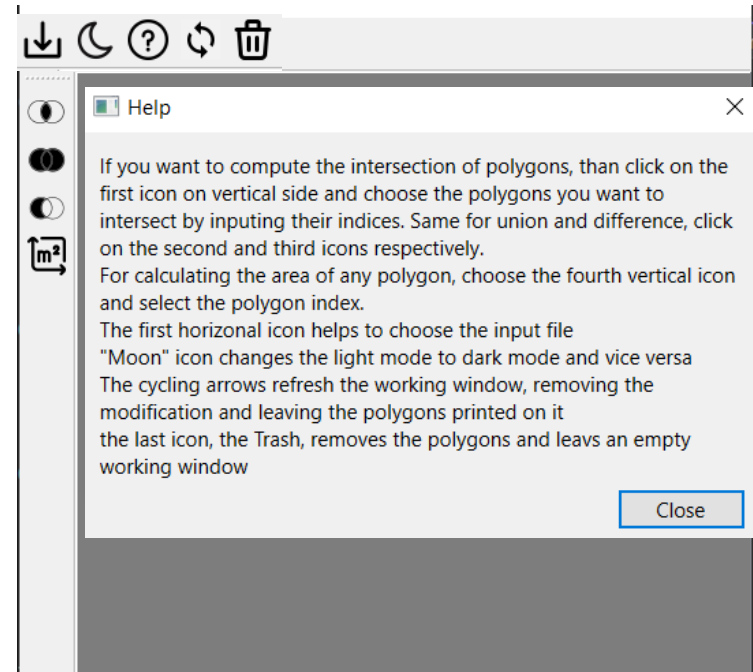 Help
If you want to compute the intersection of polygons, than click on the
first icon on vertical side and choose the polygons you want to
intersect by inputing their indices. Same for union and difference, click
on the second and third icons respectively.
For calculating the area of any polygon, choose the fourth vertical icon
and select the polygon index.
The first horizonal icon helps to choose the input file
"Moon" icon changes the light mode to dark mode and vice versa
The cycling arrows refresh the working window, removing the
modification and leaving the polygons printed on it
the last icon, the Trash, removes the polygons and leavs an empty
working window
Close
m²